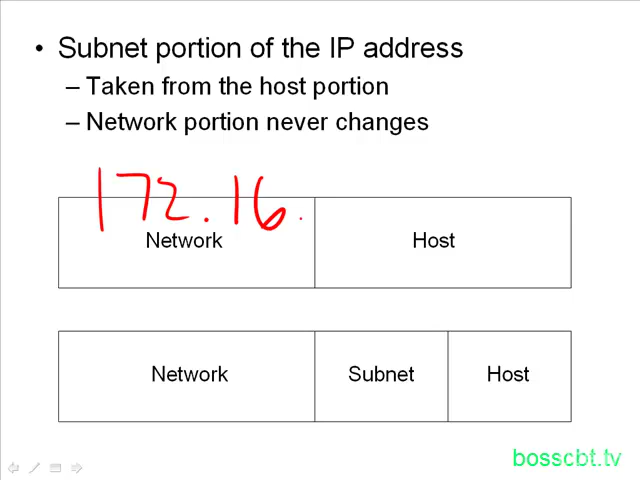 • Subnet portion of the IP address
– Taken from the host portion
– Network portion never changes
172.16.
Network Host
Network Subnet Host
bosscbt.tv